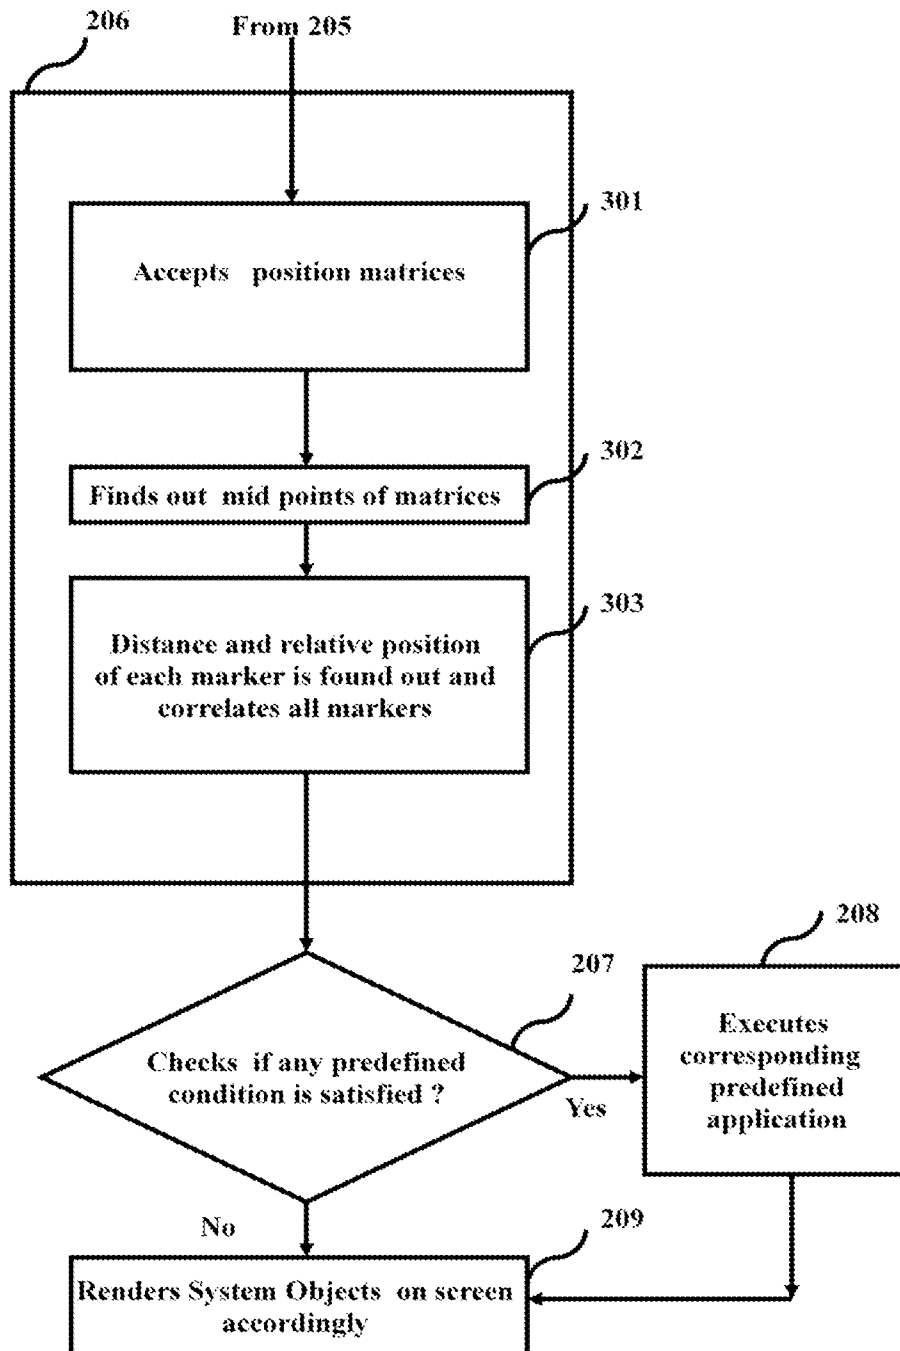 206
From 205
301
Accepts position matrices
302
Finds out mid points of matrices
303
Distance and relative position
of each marker is found out and
correlates all markers
208
207
Executes
corresponding
predefined
application
Checks if any predefined
condition is satisfied ?
Yes
No
209
Renders System Objects on screen
accordingly